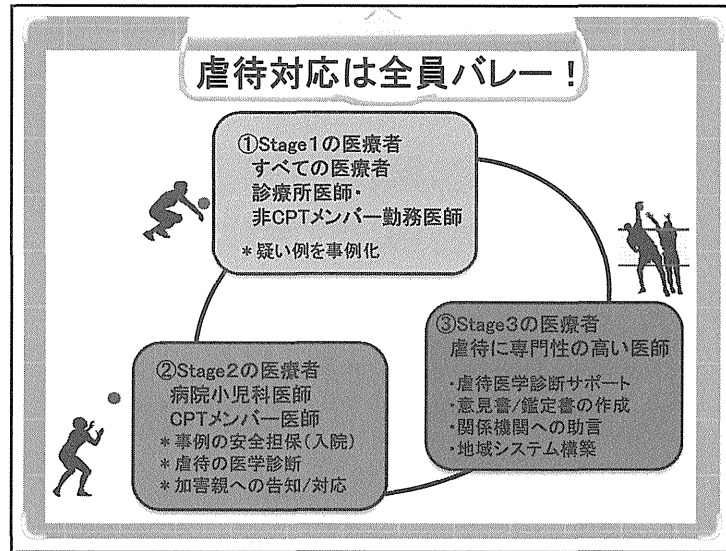 虐待対応は全員バレー！
①Stage1の医療者
すべての医療者
診療所医師・
非CPTメンバー勤務医師
＊疑い例を事例化
②Stage2の医療者
病院小児科医師
CPTメンバー医師
＊事例の安全担保（入院）
＊虐待の医学診断
＊加害親への告知/対応
③Stage3の医療者
虐待に専門性の高い医師
・虐待医学診断サポート
・意見書/鑑定書の作成
・関係機関への助言
・地域システム構築